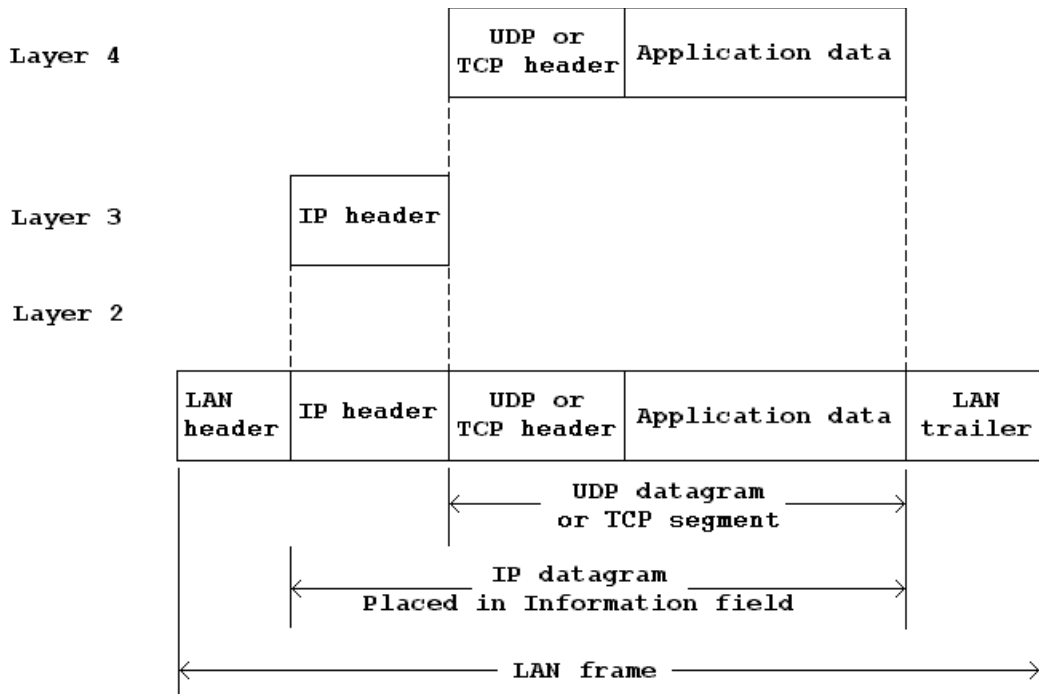 Layer 4
UDP or
TCP header
Application data
Layer 3
IP header
Layer 2
LAN
header
IP header
UDP or
TCP header
Application data
LAN
trailer
UDP datagram
or TCP segment
IP datagram
Placed in Information field
LAN frame